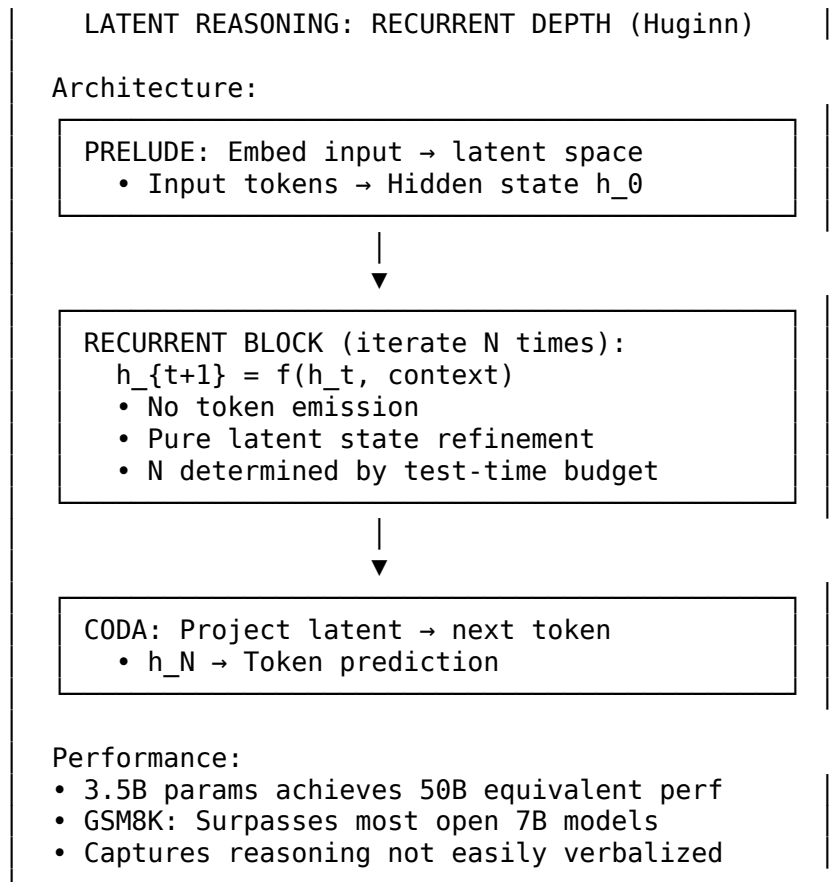 LATENT REASONING: RECURRENT DEPTH (Huginn)
Architecture:
PRELUDE: Embed input → latent space
• Input tokens → Hidden state h_0
▼
RECURRENT BLOCK (iterate N times):
h_{t+1} = f(h_t, context)
• No token emission
• Pure latent state refinement
• N determined by test-time budget
▼
CODA: Project latent → next token
• h_N → Token prediction
Performance:
• 3.5B params achieves 50B equivalent perf
• GSM8K: Surpasses most open 7B models
• Captures reasoning not easily verbalized